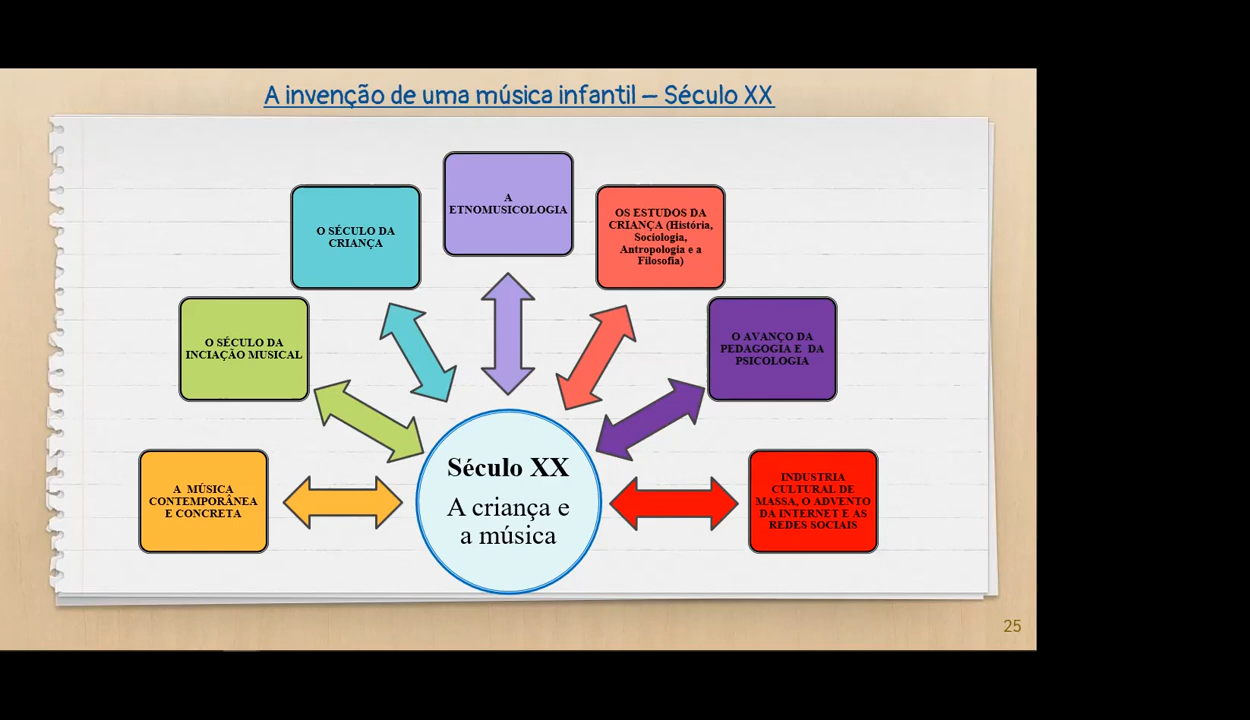 A invenção de uma música infantil – Século XX
A
ETNOMUSICOLOGIA
O SÉCULO DA
CRIANÇA
OS ESTUDOS DA
CRIANÇA (História,
Sociologia,
Antropologia e a
Filosofia)
O SÉCULO DA
INCIAÇÃO MUSICAL
O AVANÇO DA
PEDAGOGIA E DA
PSICOLOGIA
A MÚSICA
CONTEMPORÂNEA
E CONCRETA
Século XX
A criança e
a música
INDUSTRIA
CULTURAL DE
MASSA, O ADVENTO
DA INTERNET E AS
REDES SOCIAIS
25